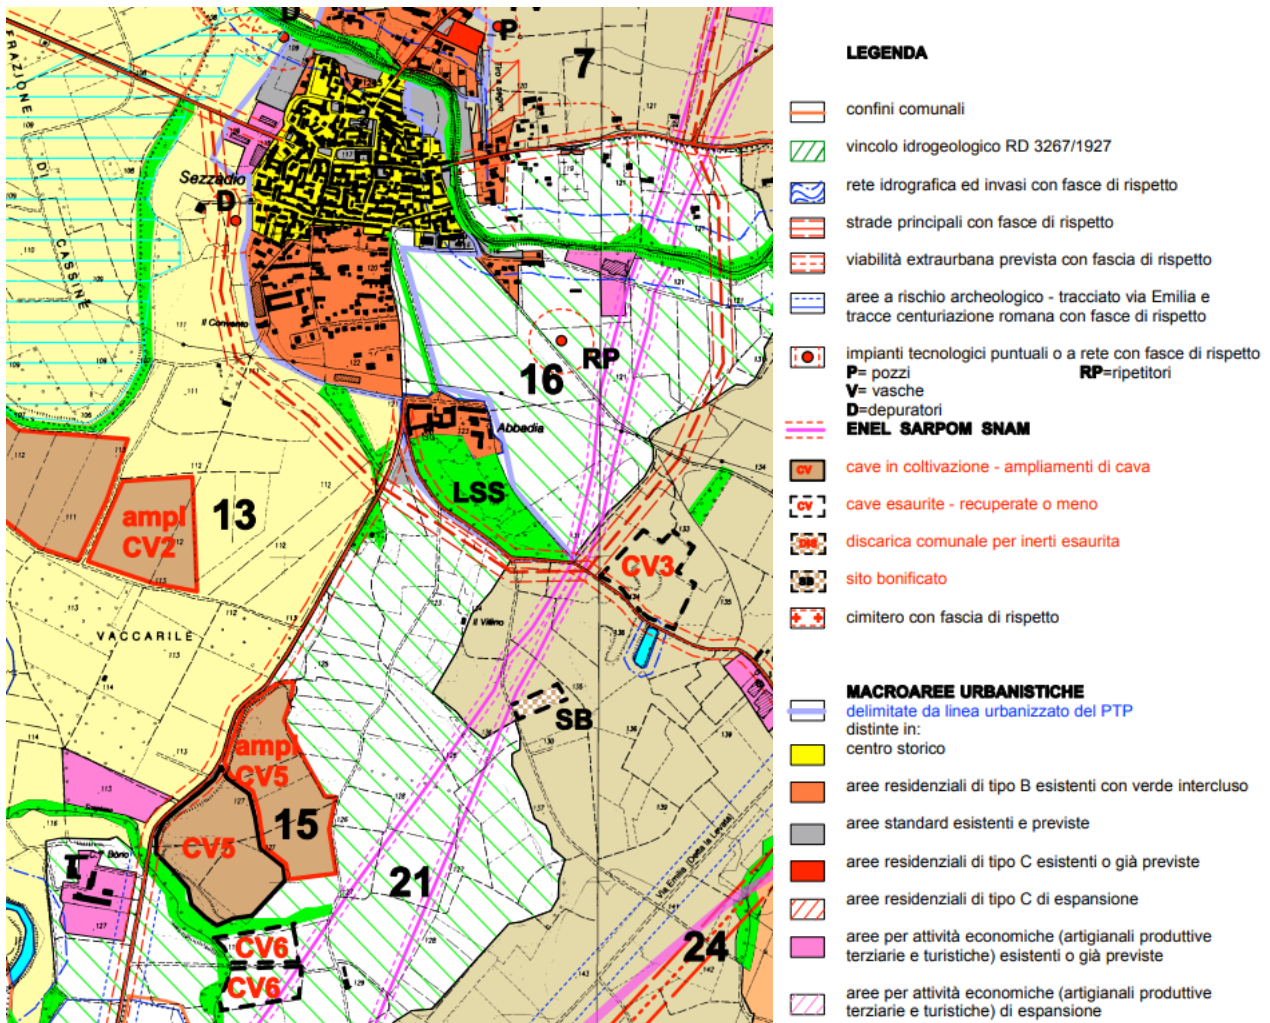 D
P
7
FRAZIONE DI CASSINE
Sezzadio
D
Il Convento
RP
16
Abbadia
LSS
13
ampl
CV2
CV3
VACCARILE
Il Villino
SB
ampl
CV5
15
CV5
21
T
CV6
CV6
Via Emilia (Detta la Levata)
24
LEGENDA
confini comunali
vincolo idrogeologico RD 3267/1927
rete idrografica ed invasi con fasce di rispetto
strade principali con fasce di rispetto
viabilità extraurbana prevista con fascia di rispetto
aree a rischio archeologico - tracciato via Emilia e
tracce centuriazione romana con fasce di rispetto
impianti tecnologici puntuali o a rete con fasce di rispetto
P= pozzi RP=ripetitori
V= vasche
D=depuratori
ENEL SARPOM SNAM
CV cave in coltivazione - ampliamenti di cava
CV cave esaurite - recuperate o meno
discarica comunale per inerti esaurita
SB sito bonificato
cimitero con fascia di rispetto
MACROAREE URBANISTICHE
delimitate da linea urbanizzato del PTP
distinte in:
centro storico
aree residenziali di tipo B esistenti con verde intercluso
aree standard esistenti e previste
aree residenziali di tipo C esistenti o già previste
aree residenziali di tipo C di espansione
aree per attività economiche (artigianali produttive
terziarie e turistiche) esistenti o già previste
aree per attività economiche (artigianali produttive
terziarie e turistiche) di espansione